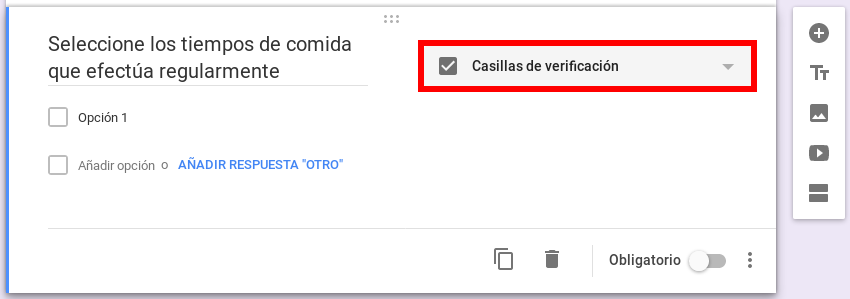 Seleccione los tiempos de comida
que efectúa regularmente
Casillas de verificación
Opción 1
Añadir opción o AÑADIR RESPUESTA "OTRO"
Obligatorio
Tt